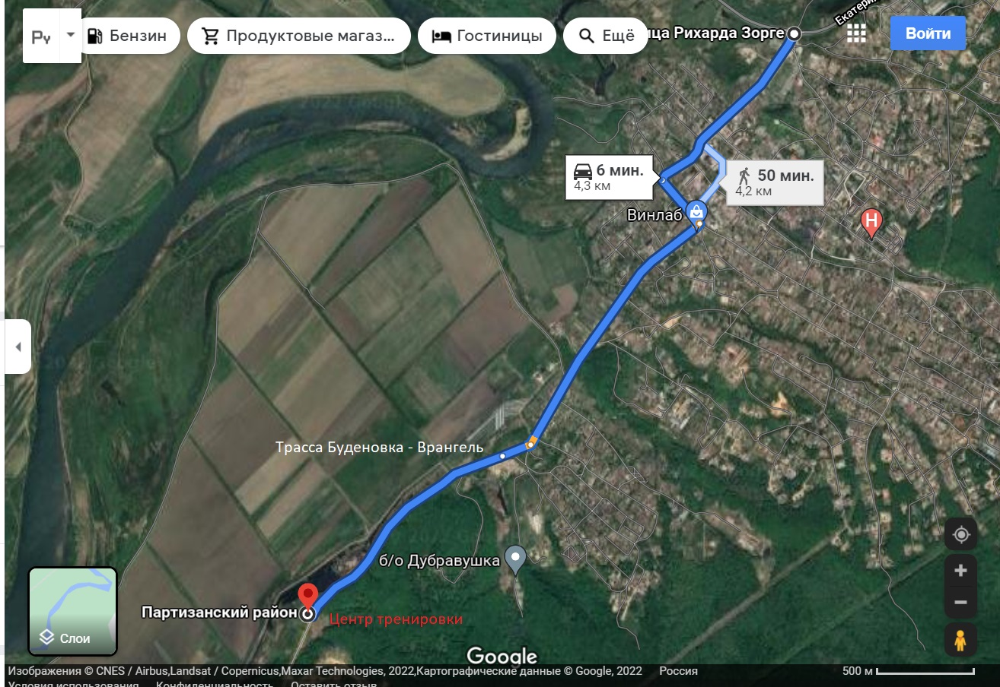 Ру
Бензин
Продуктовые магаз...
Гостиницы
Ещё
ца Рихарда Зорге
Екатери
Войти
6 мин.
4,3 км
50 мин.
4,2 км
Винлаб
H
Трасса Буденовка - Врангель
б/о Дубравушка
Партизанский район
Центр тренировки
Слои
Google
Изображения © CNES / Airbus,Landsat / Copernicus,Maxar Technologies, 2022,Картографические данные © Google, 2022 Россия 500 м
Условия использования Конфиденциальность Оставить отзыв